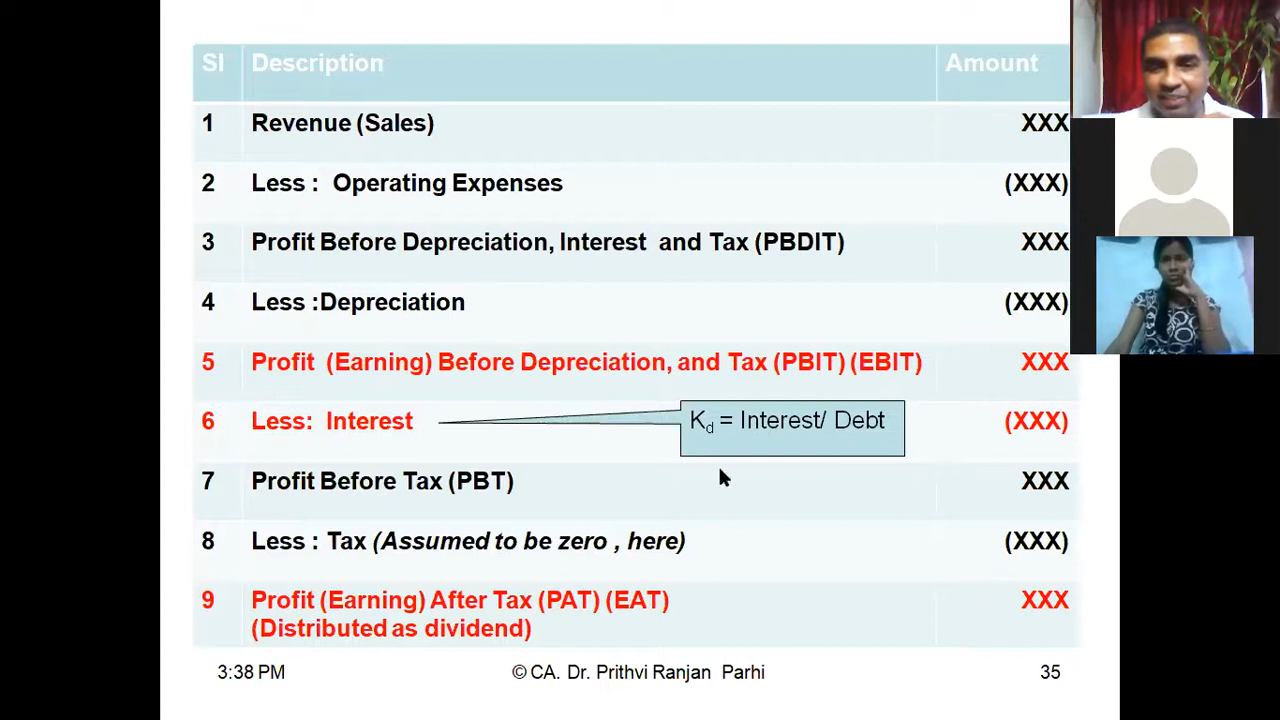 Sl Description Amount
1 Revenue (Sales) XXX
2 Less : Operating Expenses (XXX)
3 Profit Before Depreciation, Interest and Tax (PBDIT) XXX
4 Less :Depreciation (XXX)
5 Profit (Earning) Before Depreciation, and Tax (PBIT) (EBIT) XXX
6 Less: Interest Kd = Interest/ Debt (XXX)
7 Profit Before Tax (PBT) XXX
8 Less : Tax (Assumed to be zero , here) (XXX)
9 Profit (Earning) After Tax (PAT) (EAT) XXX
(Distributed as dividend)
3:38 PM © CA. Dr. Prithvi Ranjan Parhi 35